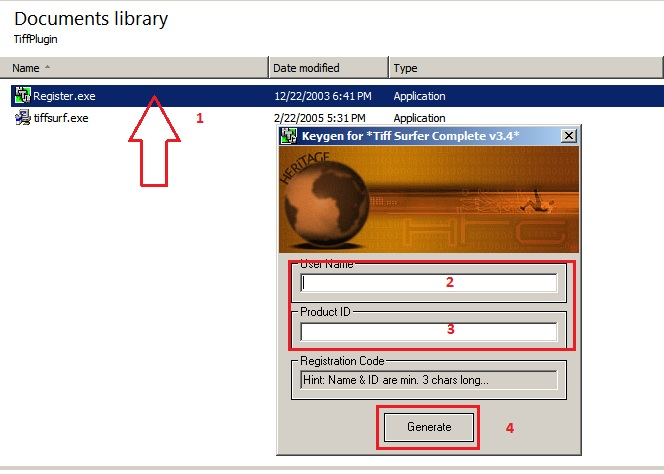 Documents library
TiffPlugin
Name Date modified Type
Register.exe 12/22/2003 6:41 PM Application
tiffsurf.exe 2/22/2005 5:31 PM Application
1
Keygen for *Tiff Surfer Complete v3.4*
HERITAGE
HTG
User Name
2
Product ID
3
Registration Code
Hint: Name & ID are min. 3 chars long...
Generate 4